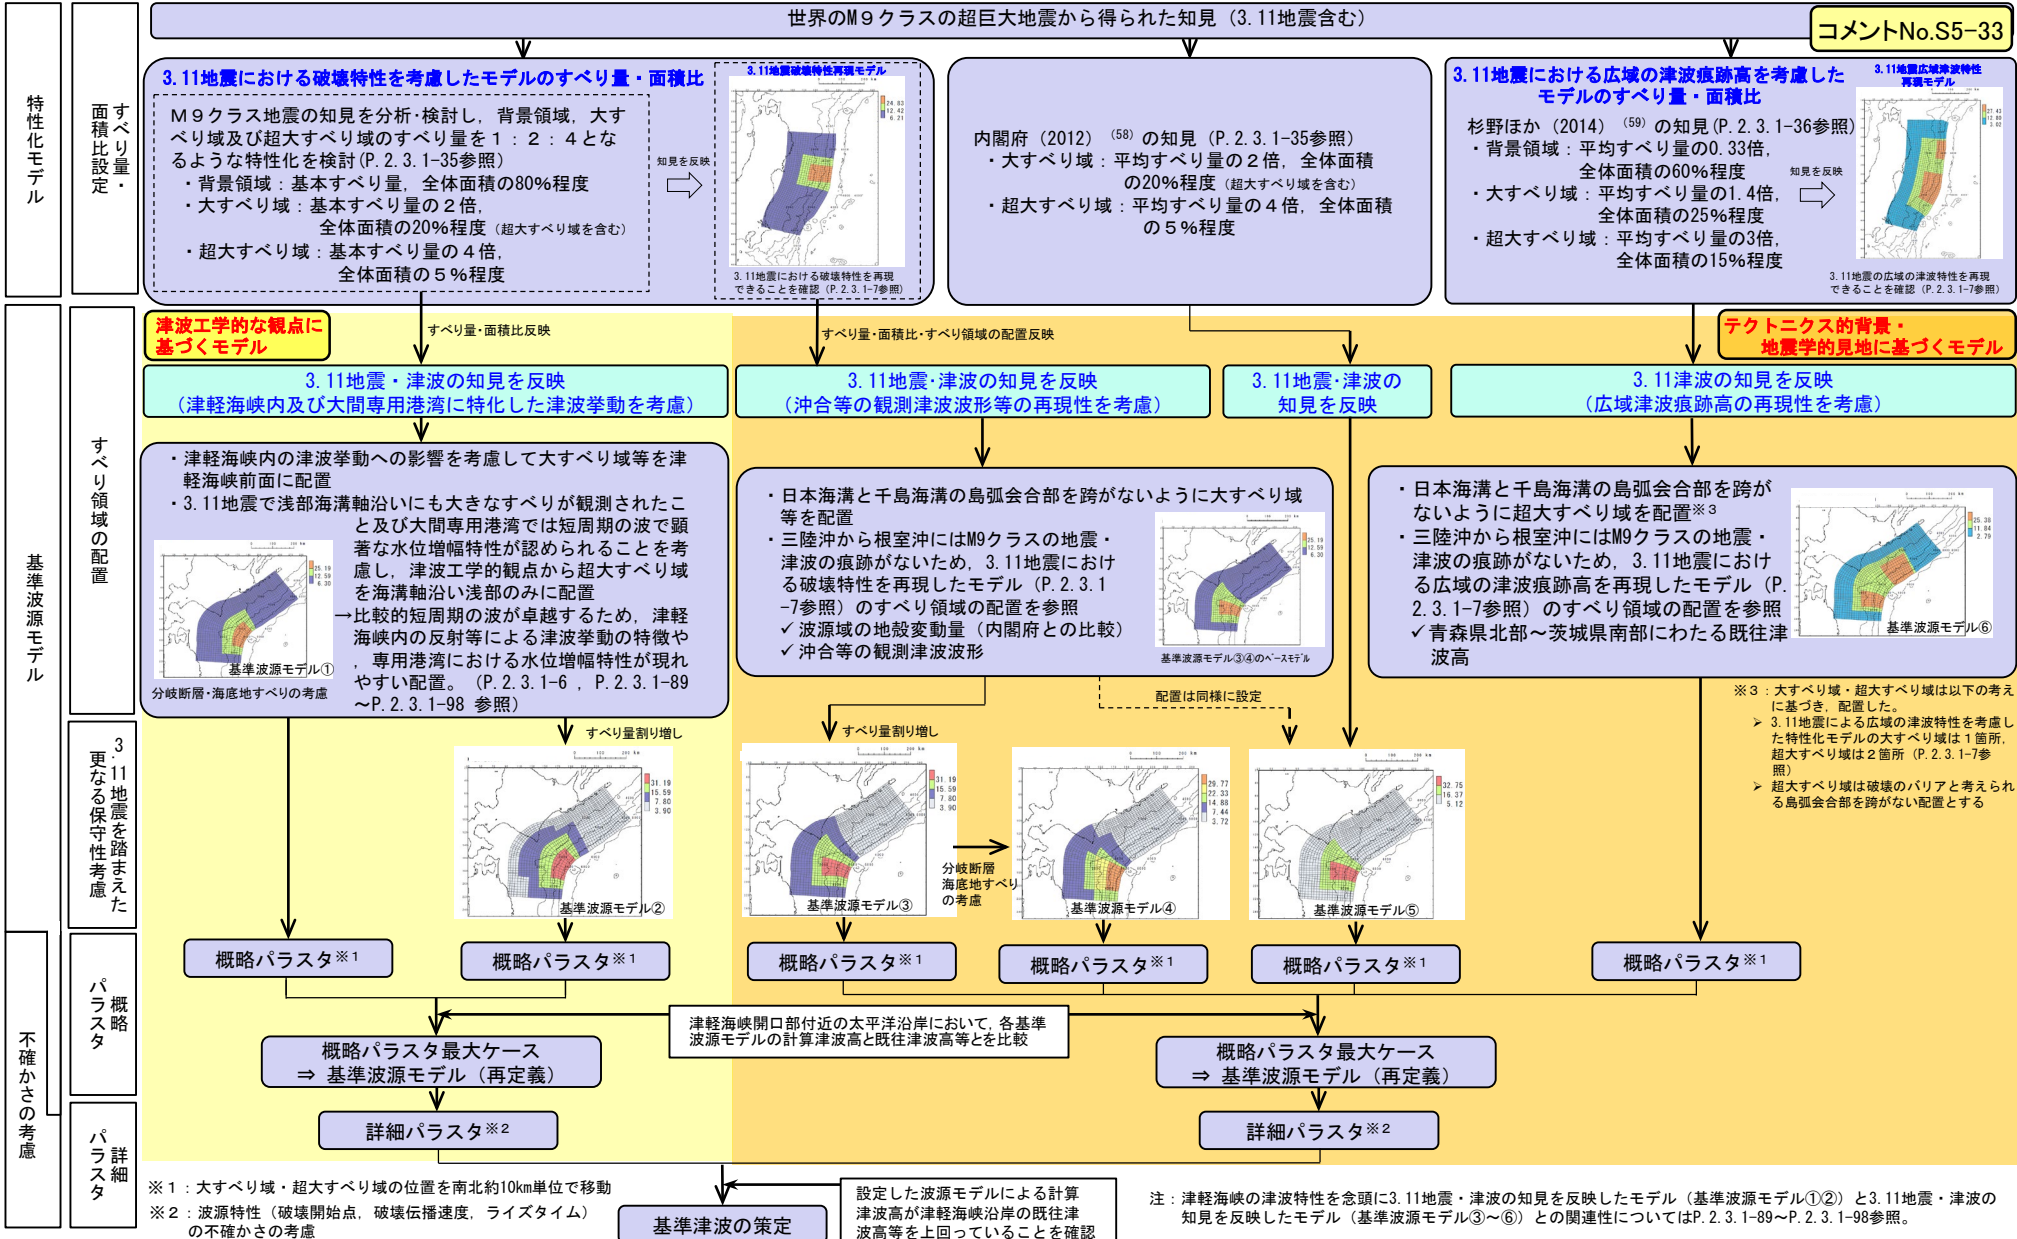 世界のM9クラスの超巨大地震から得られた知見（3.11地震含む）
コメントNo.S5-33
特性化モデル
すべり量・
面積比設定
3.11地震における破壊特性を考慮したモデルのすべり量・面積比
M9クラス地震の知見を分析・検討し，背景領域，大す
べり域及び超大すべり域のすべり量を1：2：4とな
るような特性化を検討(P.2.3.1-35参照)
・背景領域：基本すべり量，全体面積の80%程度
・大すべり域：基本すべり量の2倍，
全体面積の20%程度（超大すべり域を含む）
・超大すべり域：基本すべり量の4倍，
全体面積の5%程度
知見を反映
3.11地震破壊特性再現モデル
24.83
12.42
6.21
3.11地震における破壊特性を再現
できることを確認（P.2.3.1-7参照）
内閣府（2012）(58) の知見（P.2.3.1-35参照）
・大すべり域：平均すべり量の2倍，全体面積
の20%程度（超大すべり域を含む）
・超大すべり域：平均すべり量の4倍，全体面積
の5%程度
3.11地震における広域の津波痕跡高を考慮した
モデルのすべり量・面積比
杉野ほか（2014）(59) の知見(P.2.3.1-36参照)
・背景領域：平均すべり量の0.33倍，
全体面積の60%程度
・大すべり域：平均すべり量の1.4倍，
全体面積の25%程度
・超大すべり域：平均すべり量の3倍，
全体面積の15%程度
知見を反映
3.11地震広域津波特性
再現モデル
3.11地震の広域の津波特性を再現
できることを確認（P.2.3.1-7参照）
基準波源モデル
すべり領域の配置
津波工学的な観点に
基づくモデル
すべり量・面積比反映
すべり量・面積比・すべり領域の配置反映
テクトニクス的背景・
地震学的見地に基づくモデル
3.11地震・津波の知見を反映
（津軽海峡内及び大間専用港湾に特化した津波挙動を考慮）
3.11地震・津波の知見を反映
（沖合等の観測津波波形等の再現性を考慮）
3.11地震・津波の
知見を反映
3.11津波の知見を反映
（広域津波痕跡高の再現性を考慮）
・津軽海峡内の津波挙動への影響を考慮して大すべり域等を津
軽海峡前面に配置
・3.11地震で浅部海溝軸沿いにも大きなすべりが観測されたこ
と及び大間専用港湾では短周期の波で顕
著な水位増幅特性が認められることを考
慮し，津波工学的観点から超大すべり域
を海溝軸沿い浅部のみに配置
→比較的短周期の波が卓越するため，津軽
海峡内の反射等による津波挙動の特徴や
，専用港湾における水位増幅特性が現れ
やすい配置。（P.2.3.1-6 ，P.2.3.1-89
～P.2.3.1-98 参照）
25.19
12.59
6.30
基準波源モデル①
分岐断層・海底地すべりの考慮
・日本海溝と千島海溝の島弧会合部を跨がないように大すべり域
等を配置
・三陸沖から根室沖にはM9クラスの地震・
津波の痕跡がないため，3.11地震におけ
る破壊特性を再現したモデル（P.2.3.1
-7参照）のすべり領域の配置を参照
✓ 波源域の地殻変動量（内閣府との比較）
✓ 沖合等の観測津波波形
25.19
12.59
6.30
基準波源モデル③④のベースモデル
・日本海溝と千島海溝の島弧会合部を跨が
ないように超大すべり域を配置※3
・三陸沖から根室沖にはM9クラスの地震・
津波の痕跡がないため，3.11地震におけ
る広域の津波痕跡高を再現したモデル（P.
2.3.1-7参照）のすべり領域の配置を参照
✓ 青森県北部～茨城県南部にわたる既往津
波高
25.38
11.84
2.79
基準波源モデル⑥
※3：大すべり域・超大すべり域は以下の考え
に基づき，配置した。
➢ 3.11地震による広域の津波特性を考慮し
た特性化モデルの大すべり域は1箇所，
超大すべり域は2箇所（P.2.3.1-7参
照）
➢ 超大すべり域は破壊のバリアと考えられ
る島弧会合部を跨がない配置とする
3.11地震を踏まえた
更なる保守性考慮
すべり量割り増し
31.19
15.59
7.80
3.90
基準波源モデル②
すべり量割り増し
31.19
15.59
7.80
3.90
基準波源モデル③
分岐断層
海底地すべり
の考慮
配置は同様に設定
29.77
22.33
14.88
7.44
3.72
基準波源モデル④
32.75
16.37
5.12
基準波源モデル⑤
不確かさの考慮
概略
パラスタ
概略パラスタ※1
概略パラスタ※1
概略パラスタ※1
概略パラスタ※1
概略パラスタ※1
概略パラスタ※1
津軽海峡開口部付近の太平洋沿岸において，各基準
波源モデルの計算津波高と既往津波高等とを比較
概略パラスタ最大ケース
⇒ 基準波源モデル（再定義）
概略パラスタ最大ケース
⇒ 基準波源モデル（再定義）
詳細
パラスタ
詳細パラスタ※2
詳細パラスタ※2
※1：大すべり域・超大すべり域の位置を南北約10km単位で移動
※2：波源特性（破壊開始点，破壊伝播速度，ライズタイム）
の不確かさの考慮
基準津波の策定
設定した波源モデルによる計算
津波高が津軽海峡沿岸の既往津
波高等を上回っていることを確認
注：津軽海峡の津波特性を念頭に3.11地震・津波の知見を反映したモデル（基準波源モデル①②）と3.11地震・津波の
知見を反映したモデル（基準波源モデル③～⑥）との関連性についてはP.2.3.1-89～P.2.3.1-98参照。